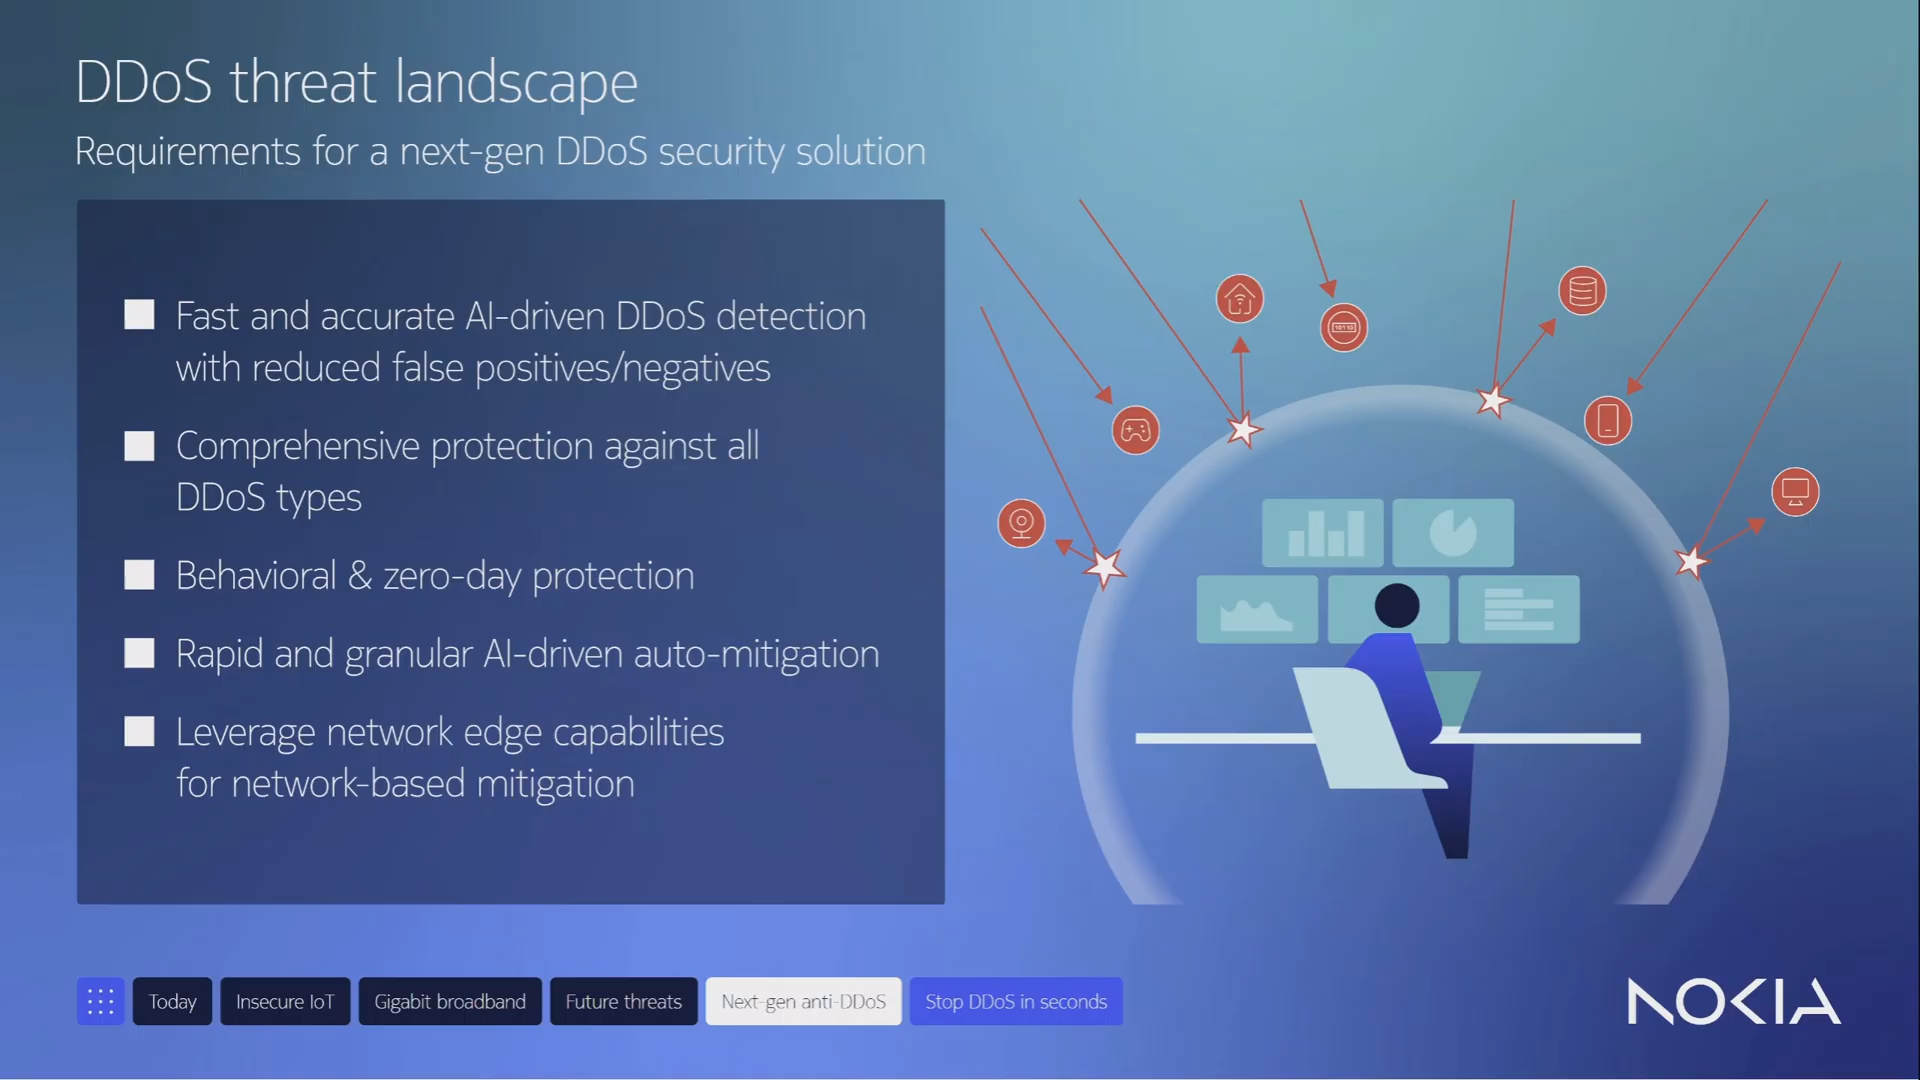 DDoS threat landscape
Requirements for a next-gen DDoS security solution
Fast and accurate AI-driven DDoS detection
with reduced false positives/negatives
Comprehensive protection against all
DDoS types
Behavioral & zero-day protection
Rapid and granular AI-driven auto-mitigation
Leverage network edge capabilities
for network-based mitigation
10110
Today
Insecure IoT
Gigabit broadband
Future threats
Next-gen anti-DDoS
Stop DDoS in seconds
NOKIA